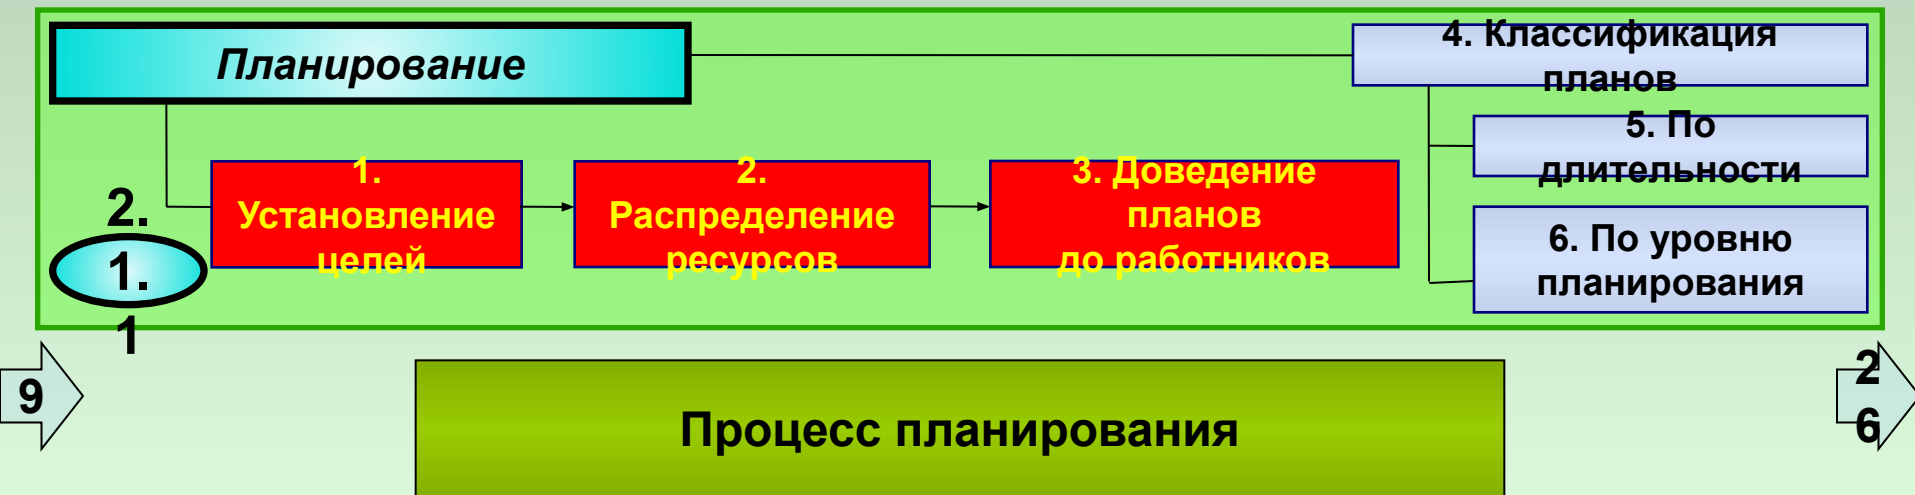 Планирование
4. Классификация
планов
5. По
длительности
1.
Установление
целей
2.
Распределение
ресурсов
3. Доведение
планов
до работников
6. По уровню
планирования
2.
1.
1
9
2
6
Процесс планирования